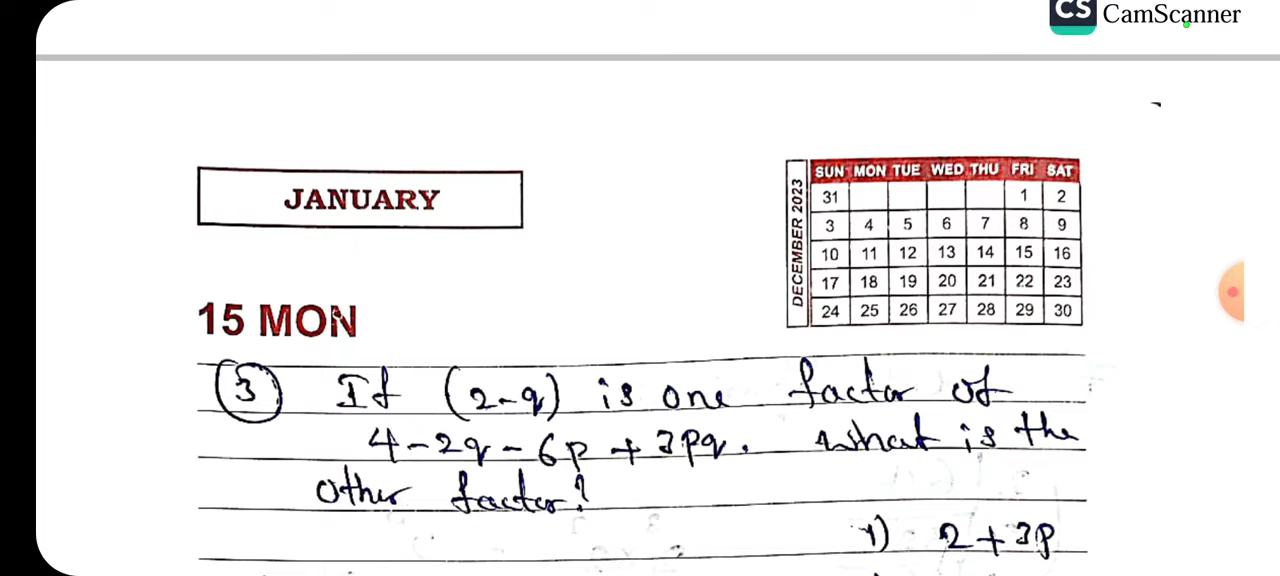 CS CamScanner
JANUARY
DECEMBER 2023
SUN MON TUE WED THU FRI SAT
31 1 2
3 4 5 6 7 8 9
10 11 12 13 14 15 16
17 18 19 20 21 22 23
24 25 26 27 28 29 30
15 MON
3 If (2-q) is one factor of
4-2q-6p+3pq. What is the
other factor?
1) 2+3p